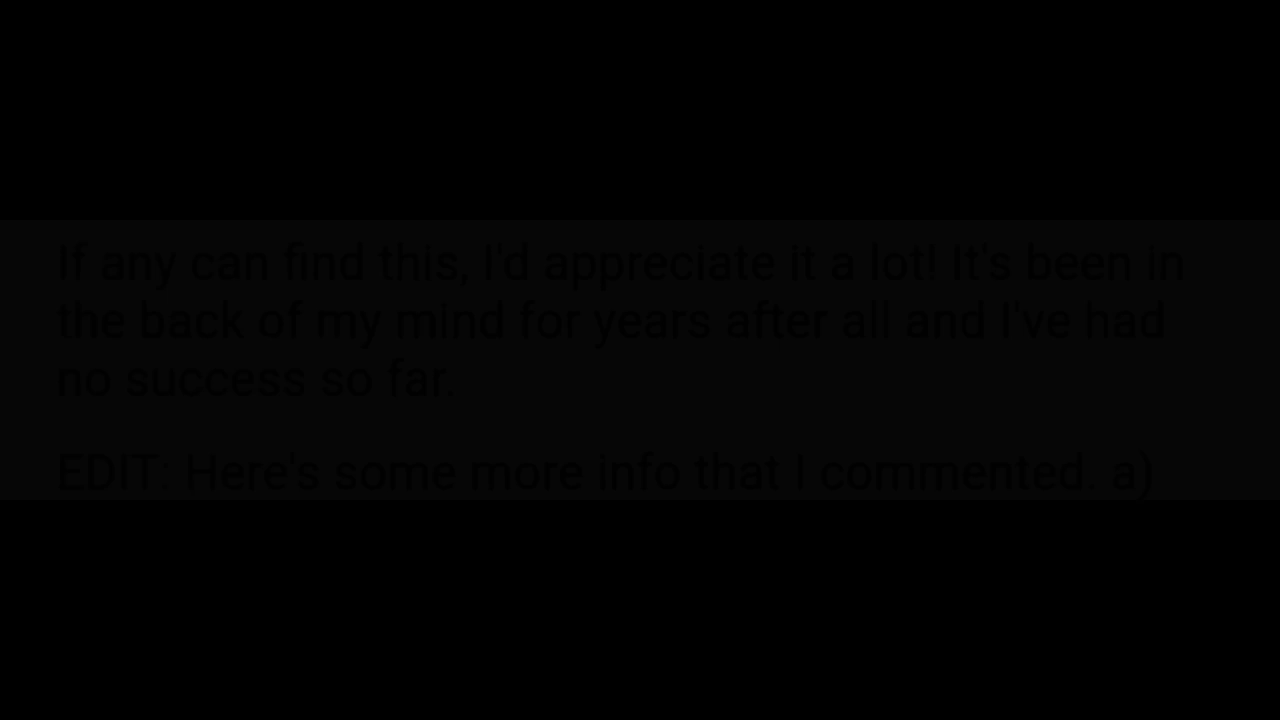 If any can find this, I'd appreciate it a lot! It's been in
the back of my mind for years after all and I've had
no success so far.
EDIT: Here's some more info that I commented. a)